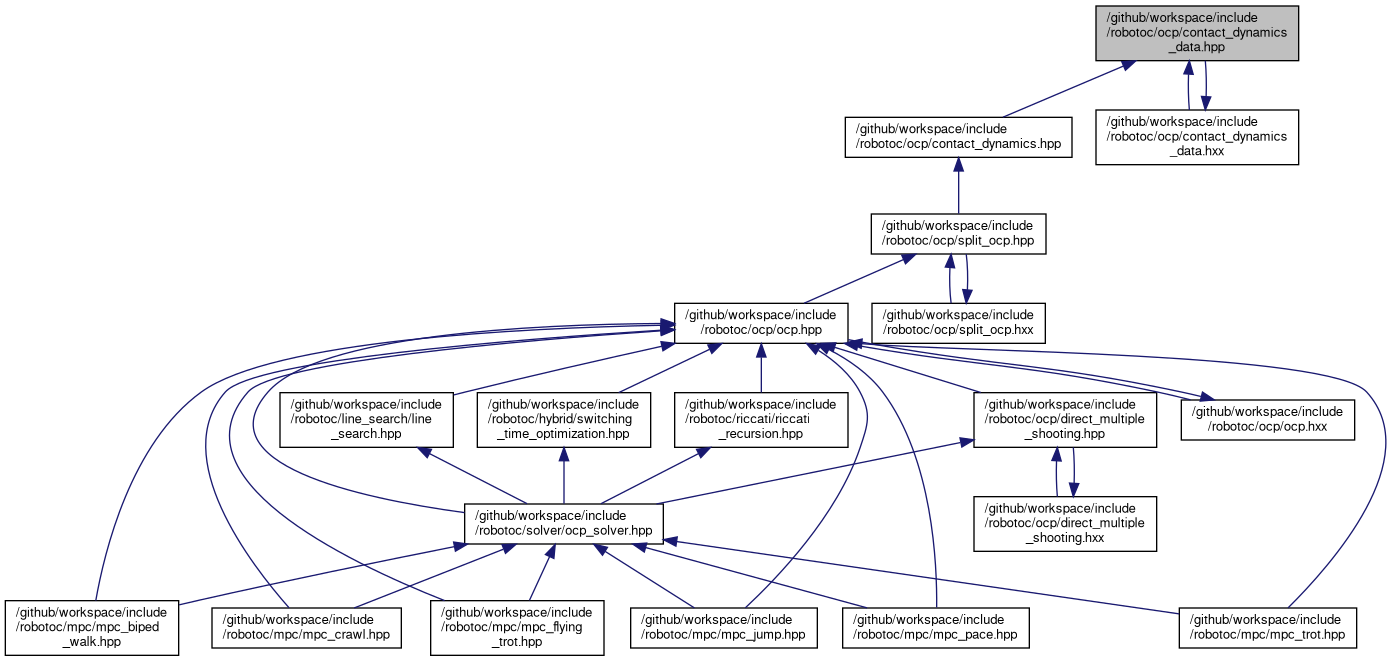 /github/workspace/include
/robotoc/ocp/contact_dynamics
_data.hpp
/github/workspace/include
/robotoc/ocp/contact_dynamics.hpp
/github/workspace/include
/robotoc/ocp/contact_dynamics
_data.hxx
/github/workspace/include
/robotoc/ocp/split_ocp.hpp
/github/workspace/include
/robotoc/ocp/ocp.hpp
/github/workspace/include
/robotoc/ocp/split_ocp.hxx
/github/workspace/include
/robotoc/line_search/line
_search.hpp
/github/workspace/include
/robotoc/hybrid/switching
_time_optimization.hpp
/github/workspace/include
/robotoc/riccati/riccati
_recursion.hpp
/github/workspace/include
/robotoc/ocp/direct_multiple
_shooting.hpp
/github/workspace/include
/robotoc/ocp/ocp.hxx
/github/workspace/include
/robotoc/solver/ocp_solver.hpp
/github/workspace/include
/robotoc/ocp/direct_multiple
_shooting.hxx
/github/workspace/include
/robotoc/mpc/mpc_biped
_walk.hpp
/github/workspace/include
/robotoc/mpc/mpc_crawl.hpp
/github/workspace/include
/robotoc/mpc/mpc_flying
_trot.hpp
/github/workspace/include
/robotoc/mpc/mpc_jump.hpp
/github/workspace/include
/robotoc/mpc/mpc_pace.hpp
/github/workspace/include
/robotoc/mpc/mpc_trot.hpp